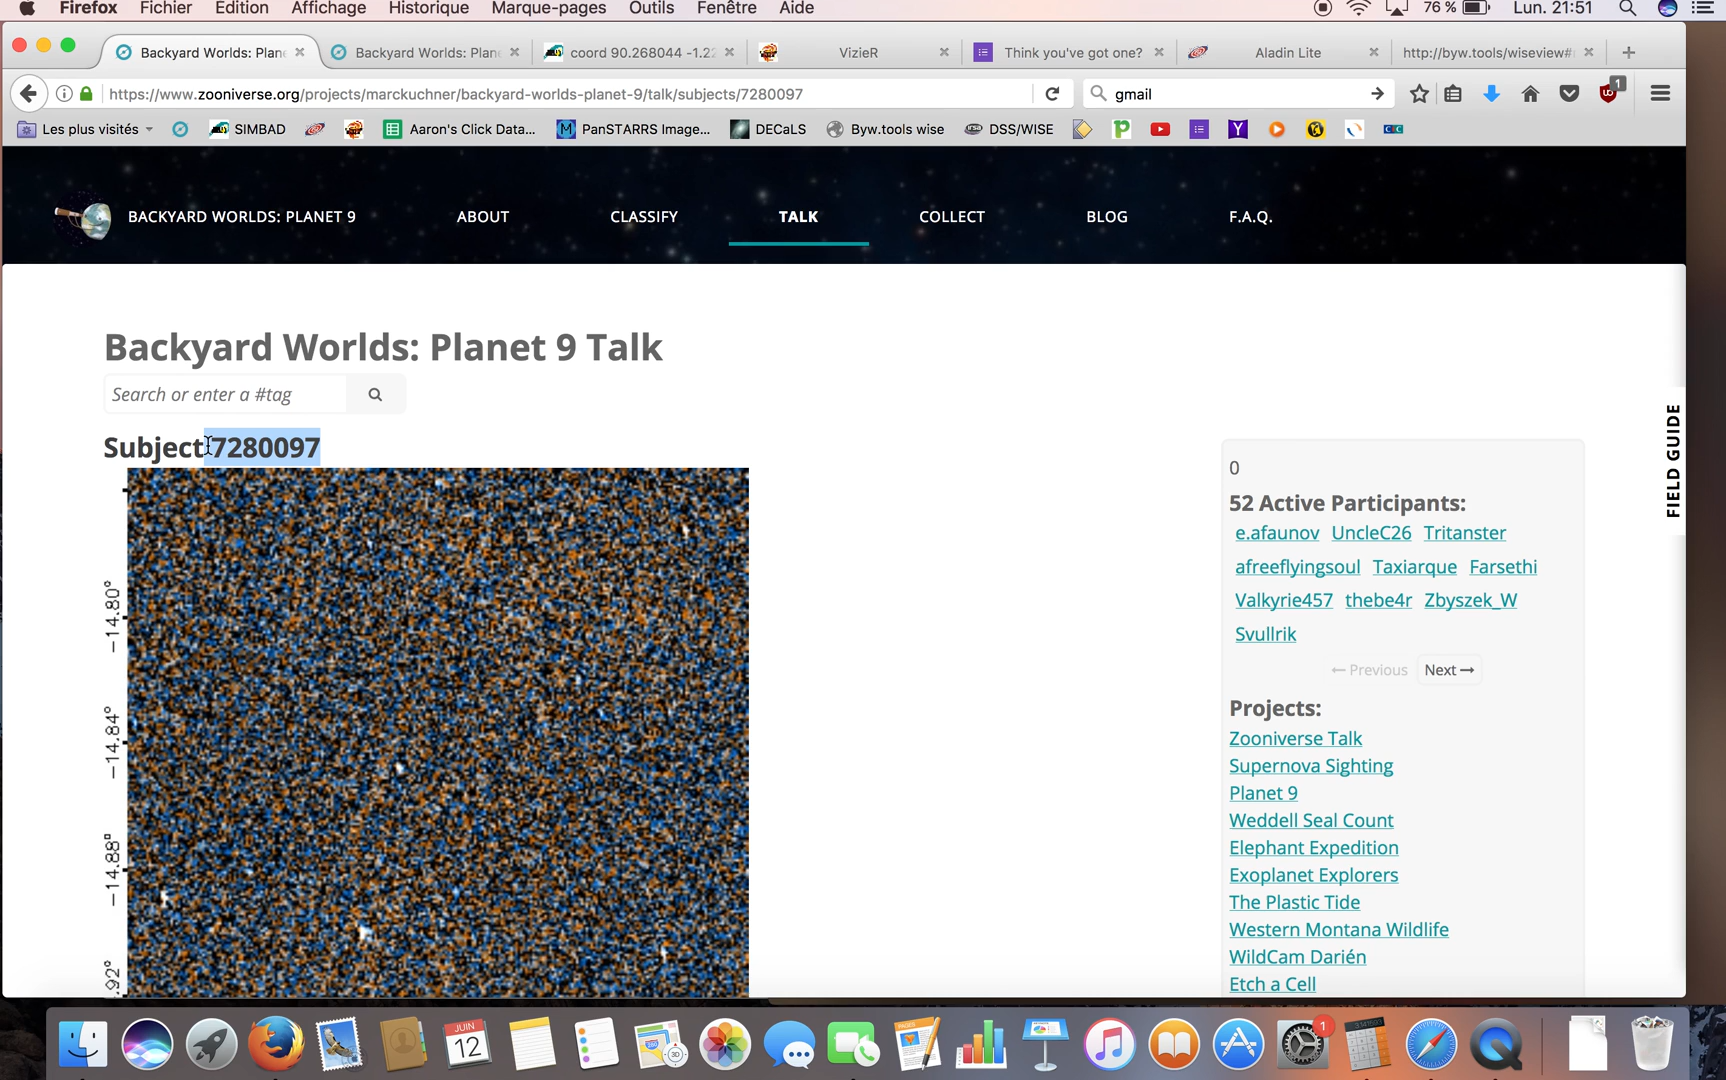 Firefox Fichier Edition Affichage Historique Marque-pages Outils Fenêtre Aide 76 % Lun. 21:51
Backyard Worlds: Plane Backyard Worlds: Plane coord 90.268044 -1.22 VizieR Think you've got one? Aladin Lite http://byw.tools/wiseview#
https://www.zooniverse.org/projects/marckuchner/backyard-worlds-planet-9/talk/subjects/7280097 gmail 1
Les plus visités SIMBAD Aaron's Click Data... PanSTARRS Image... DECaLS Byw.tools wise DSS/WISE
BACKYARD WORLDS: PLANET 9 ABOUT CLASSIFY TALK COLLECT BLOG F.A.Q.
Backyard Worlds: Planet 9 Talk
Search or enter a #tag
Subject 7280097
−14.80°
−14.84°
−14.88°
.92°
0
52 Active Participants:
e.afaunov UncleC26 Tritanster
afreeflyingsoul Taxiarque Farsethi
Valkyrie457 thebe4r Zbyszek_W
Svullrik
← Previous Next →
Projects:
Zooniverse Talk
Supernova Sighting
Planet 9
Weddell Seal Count
Elephant Expedition
Exoplanet Explorers
The Plastic Tide
Western Montana Wildlife
WildCam Darién
Etch a Cell
FIELD GUIDE
JUIN
12
3D
PAGES
1